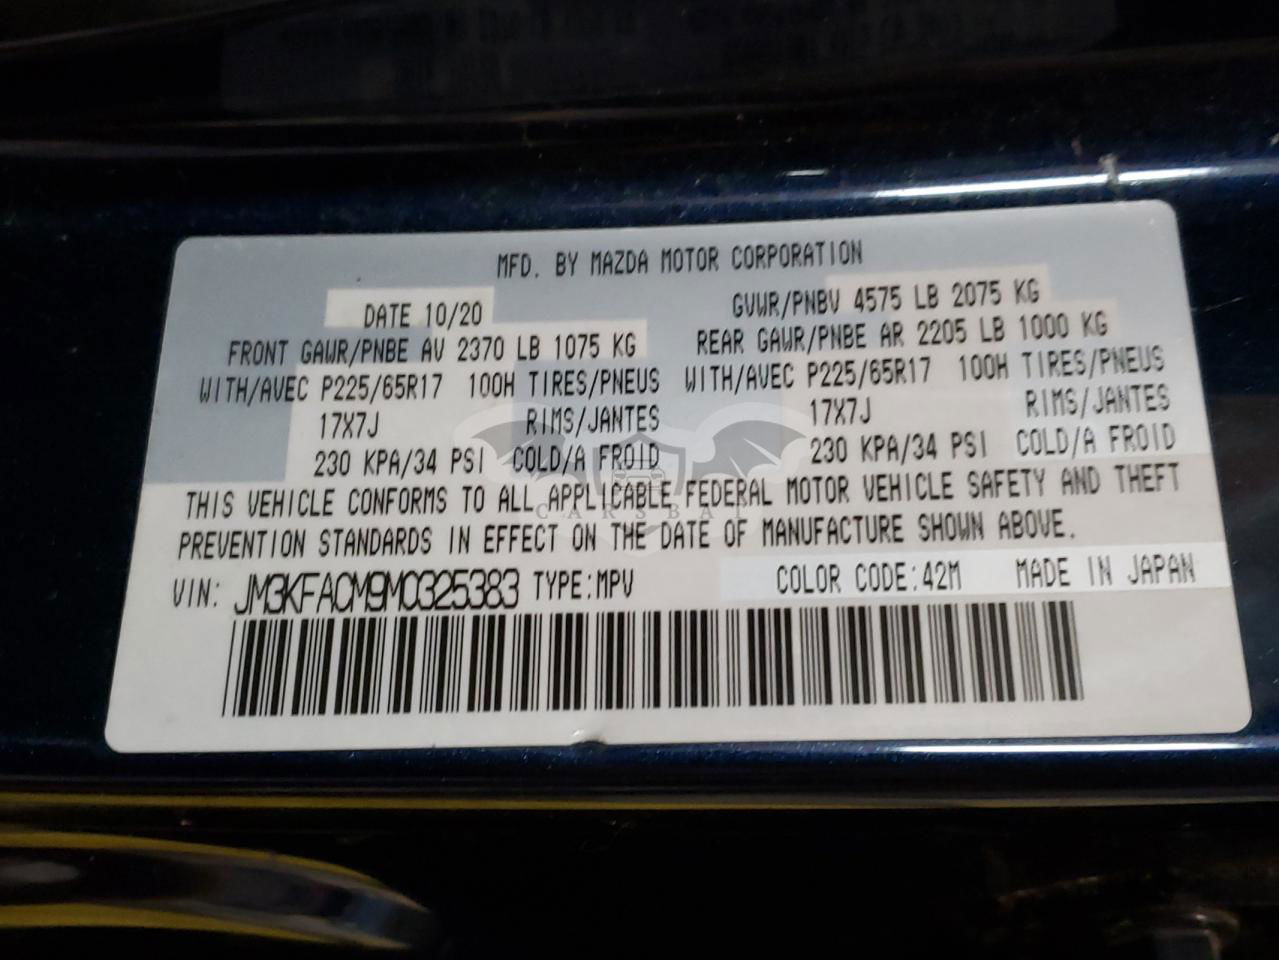 MFD. BY MAZDA MOTOR CORPORATION
DATE 10/20 GVWR/PNBV 4575 LB 2075 KG
FRONT GAWR/PNBE AV 2370 LB 1075 KG REAR GAWR/PNBE AR 2205 LB 1000 KG
WITH/AVEC P225/65R17 100H TIRES/PNEUS WITH/AVEC P225/65R17 100H TIRES/PNEUS
17X7J RIMS/JANTES 17X7J RIMS/JANTES
230 KPA/34 PSI COLD/A FROID 230 KPA/34 PSI COLD/A FROID
THIS VEHICLE CONFORMS TO ALL APPLICABLE FEDERAL MOTOR VEHICLE SAFETY AND THEFT
PREVENTION STANDARDS IN EFFECT ON THE DATE OF MANUFACTURE SHOWN ABOVE.
VIN: JM3KFACM9M0325383 TYPE:MPV COLOR CODE:42M MADE IN JAPAN